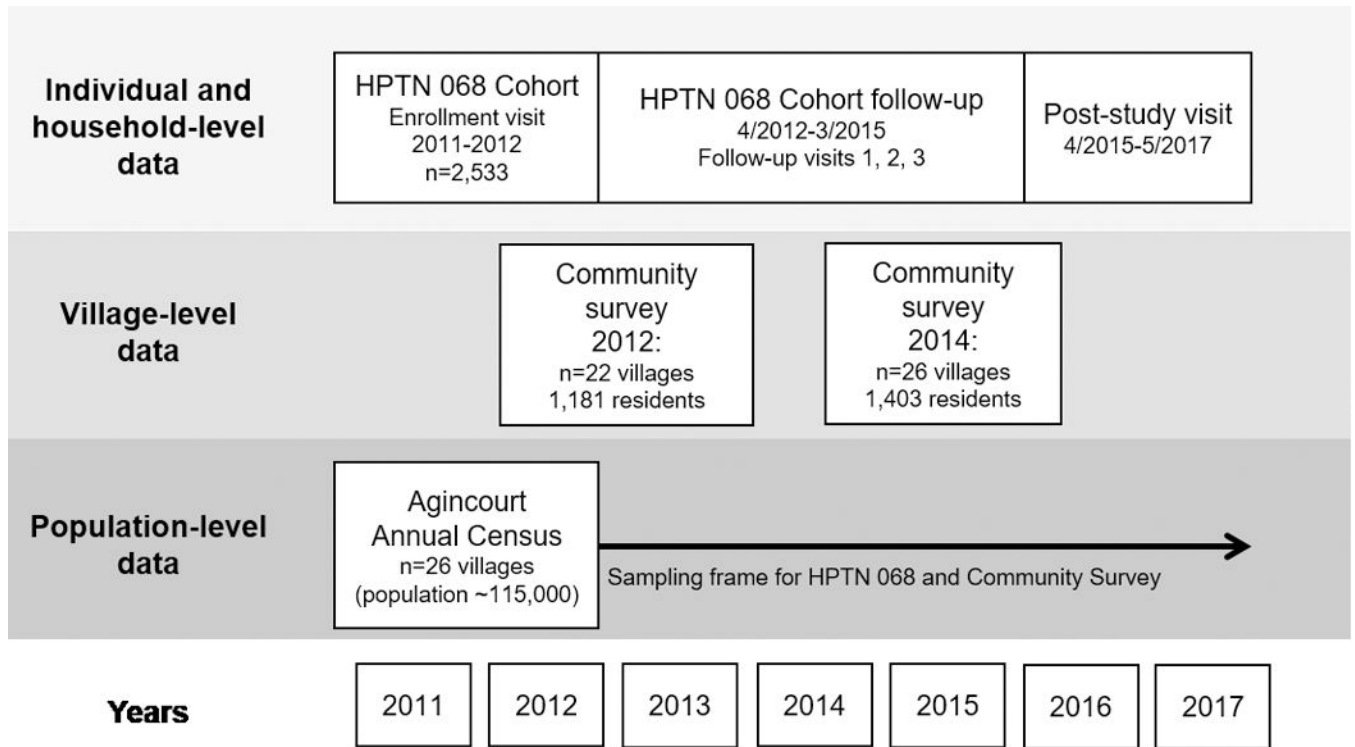 Individual and
household-level
data
HPTN 068 Cohort
Enrollment visit
2011-2012
n=2,533
HPTN 068 Cohort follow-up
4/2012-3/2015
Follow-up visits 1, 2, 3
Post-study visit
4/2015-5/2017
Village-level
data
Community
survey
2012:
n=22 villages
1,181 residents
Community
survey
2014:
n=26 villages
1,403 residents
Population-level
data
Agincourt
Annual Census
n=26 villages
(population ~115,000)
Sampling frame for HPTN 068 and Community Survey
Years
2011
2012
2013
2014
2015
2016
2017